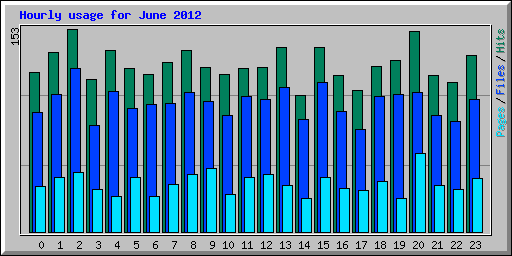 Hourly usage for June 2012
153
Pages/Files/Hits
0 1 2 3 4 5 6 7 8 9 10 11 12 13 14 15 16 17 18 19 20 21 22 23